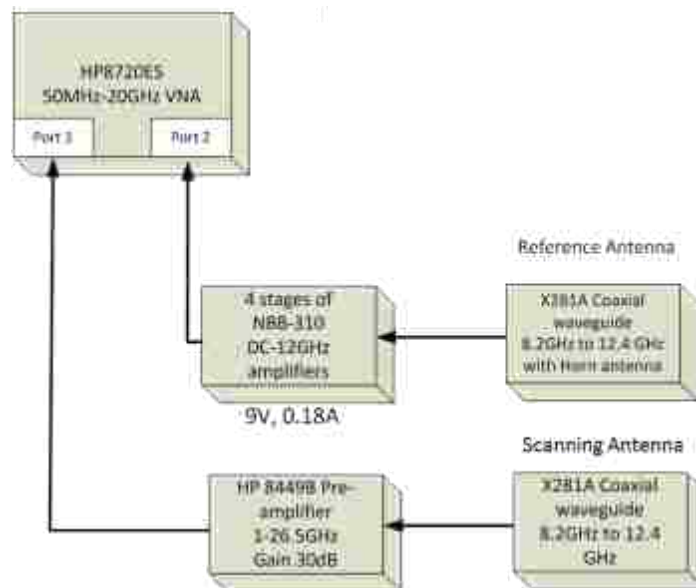 HP8720ES
50MHz-20GHz VNA
Port 1
Port 2
Reference Antenna
4 stages of
NBB-310
DC-12GHz
amplifiers
X281A Coaxial
waveguide
8.2GHz to 12.4 GHz
with Horn antenna
9V, 0.18A
Scanning Antenna
HP 8449B Pre-
amplifier
1-26.5GHz
Gain 30dB
X281A Coaxial
waveguide
8.2GHz to 12.4
GHz